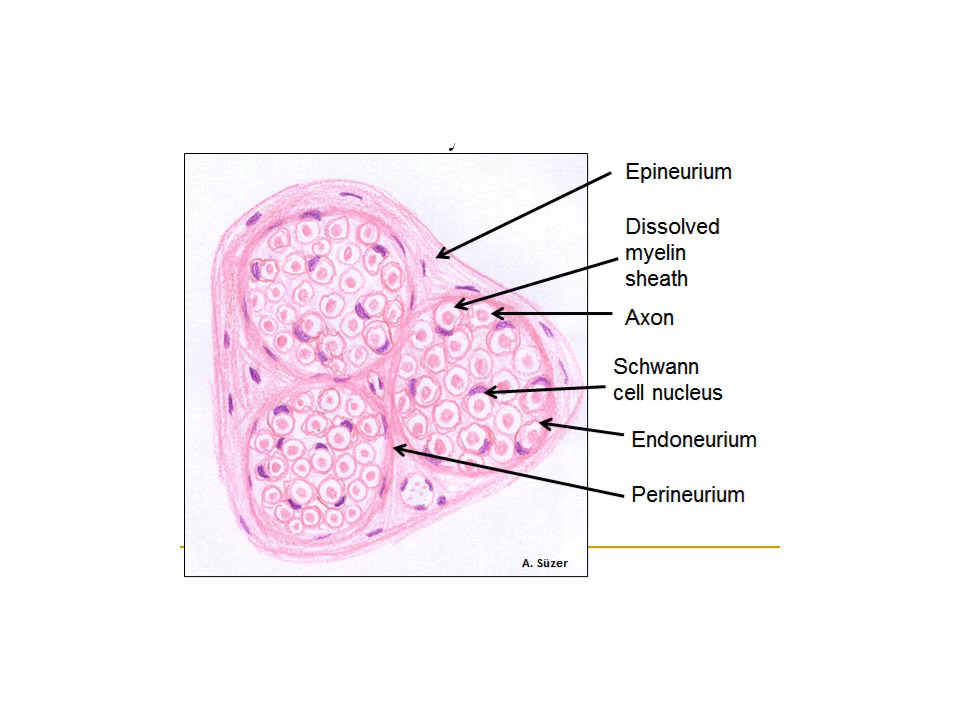 Epineurium
Dissolved
myelin
sheath
Axon
Schwann
cell nucleus
Endoneurium
Perineurium
A. Süzer